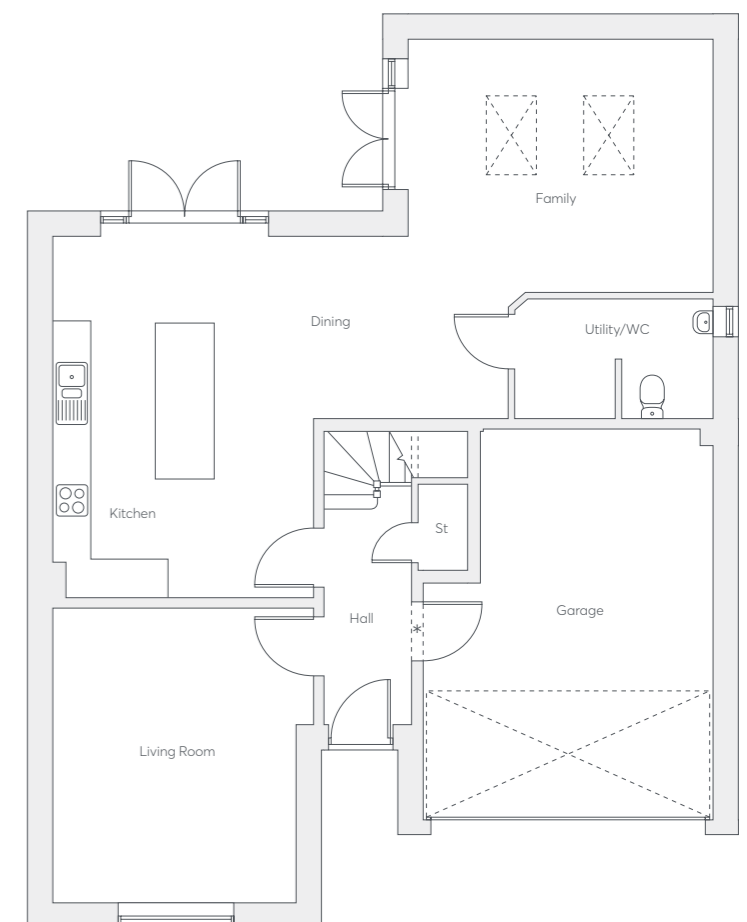 Family
Dining
Utility/WC
Kitchen
St
Hall
*
Garage
Living Room